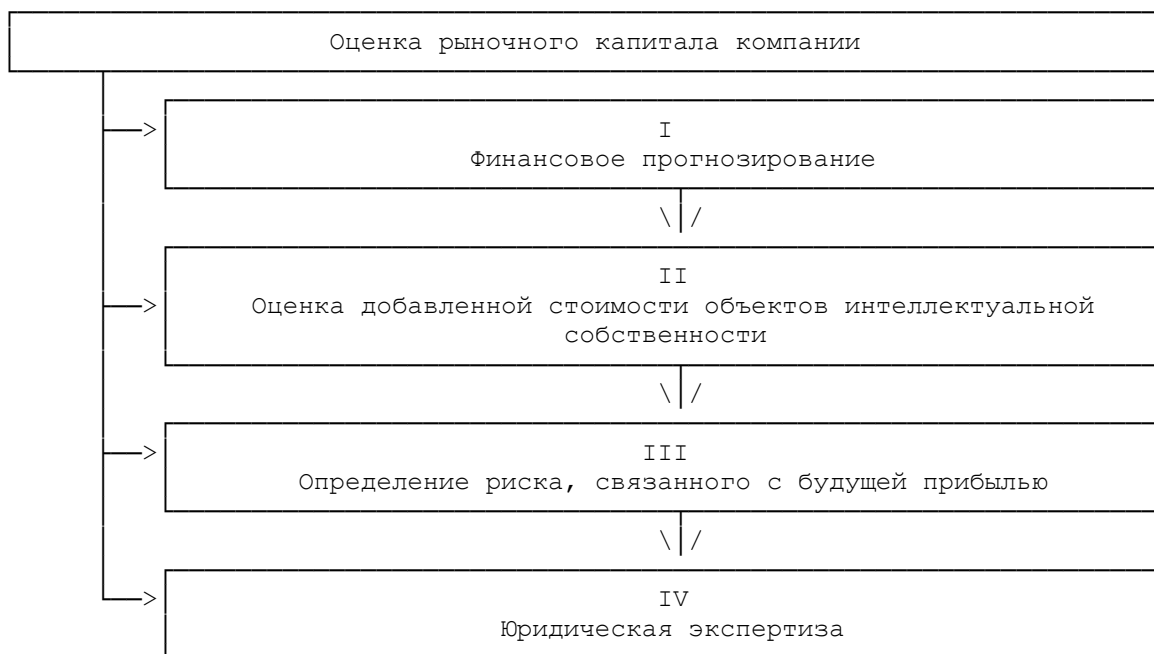 Оценка рыночного капитала компании
I
Финансовое прогнозирование
II
Оценка добавленной стоимости объектов интеллектуальной
собственности
III
Определение риска, связанного с будущей прибылью
IV
Юридическая экспертиза